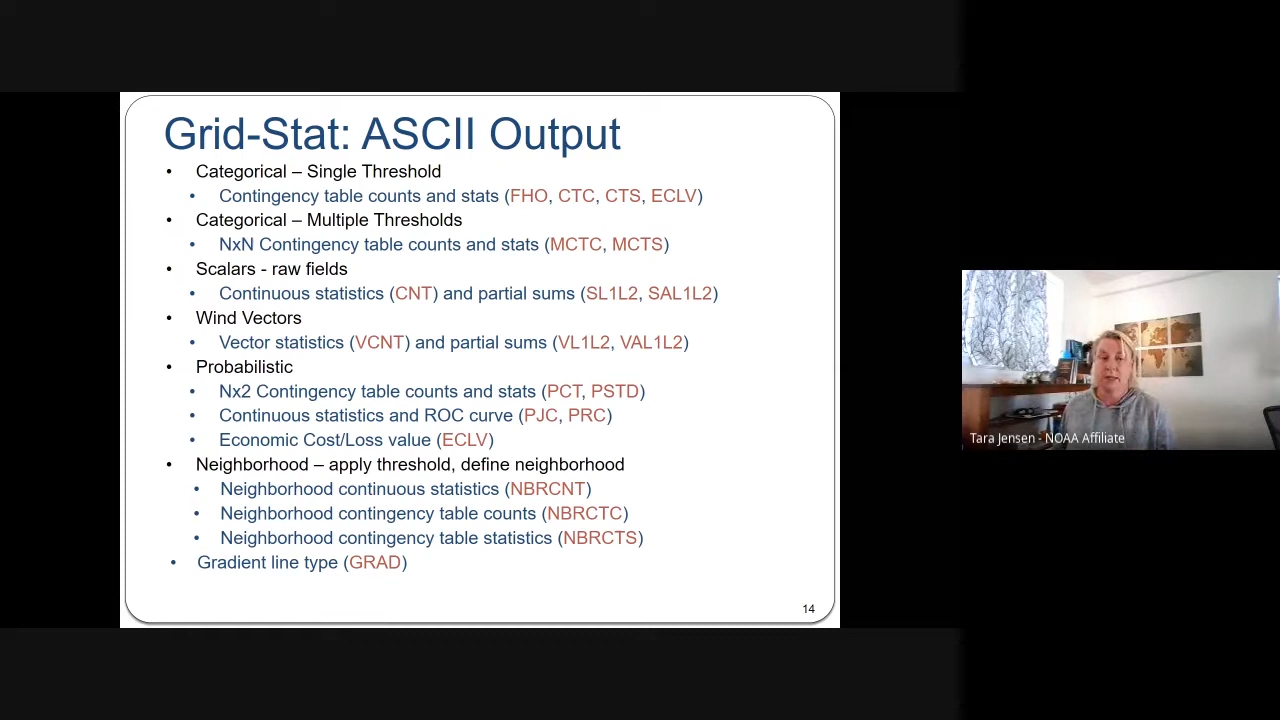 Grid-Stat: ASCII Output
• Categorical – Single Threshold
• Contingency table counts and stats (FHO, CTC, CTS, ECLV)
• Categorical – Multiple Thresholds
• NxN Contingency table counts and stats (MCTC, MCTS)
• Scalars - raw fields
• Continuous statistics (CNT) and partial sums (SL1L2, SAL1L2)
• Wind Vectors
• Vector statistics (VCNT) and partial sums (VL1L2, VAL1L2)
• Probabilistic
• Nx2 Contingency table counts and stats (PCT, PSTD)
• Continuous statistics and ROC curve (PJC, PRC)
• Economic Cost/Loss value (ECLV)
• Neighborhood – apply threshold, define neighborhood
• Neighborhood continuous statistics (NBRCNT)
• Neighborhood contingency table counts (NBRCTC)
• Neighborhood contingency table statistics (NBRCTS)
• Gradient line type (GRAD)
14
Tara Jensen - NOAA Affiliate